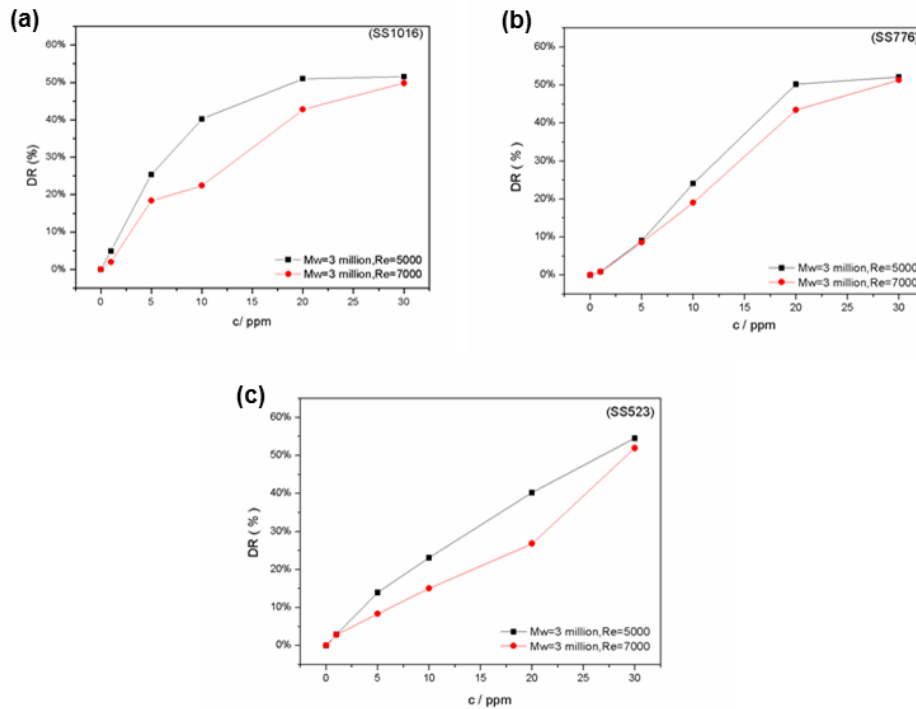 (a)
(SS1016)
60%
50%
40%
30%
20%
10%
0%
DR (%)
Mw=3 million,Re=5000
Mw=3 million,Re=7000
0 5 10 15 20 25 30
c/ ppm
(b)
(SS776)
60%
50%
40%
30%
20%
10%
0%
DR ( % )
Mw=3 million,Re=5000
Mw=3 million,Re=7000
0 5 10 15 20 25 30
c / ppm
(c)
(SS523)
60%
50%
40%
30%
20%
10%
0%
DR ( % )
Mw=3 million,Re=5000
Mw=3 million,Re=7000
0 5 10 15 20 25 30
c / ppm